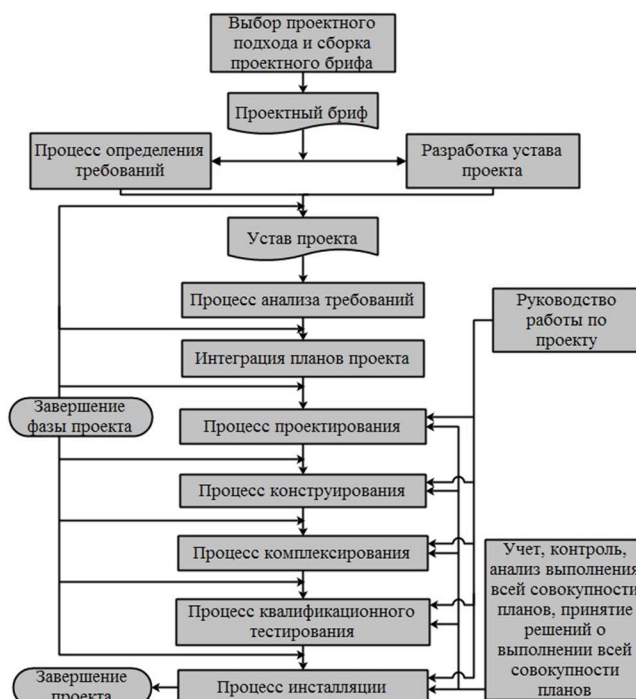 Выбор проектного
подхода и сборка
проектного брифа
Проектный бриф
Процесс определения
требований
Разработка устава
проекта
Устав проекта
Процесс анализа требований
Руководство
работы по
проекту
Интеграция планов проекта
Завершение
фазы проекта
Процесс проектирования
Процесс конструирования
Процесс комплексирования
Учет, контроль,
анализ выполнения
всей совокупности
планов, принятие
решений о
выполнении всей
совокупности
планов
Процесс квалификационного
тестирования
Процесс инсталляции
Завершение
проекта